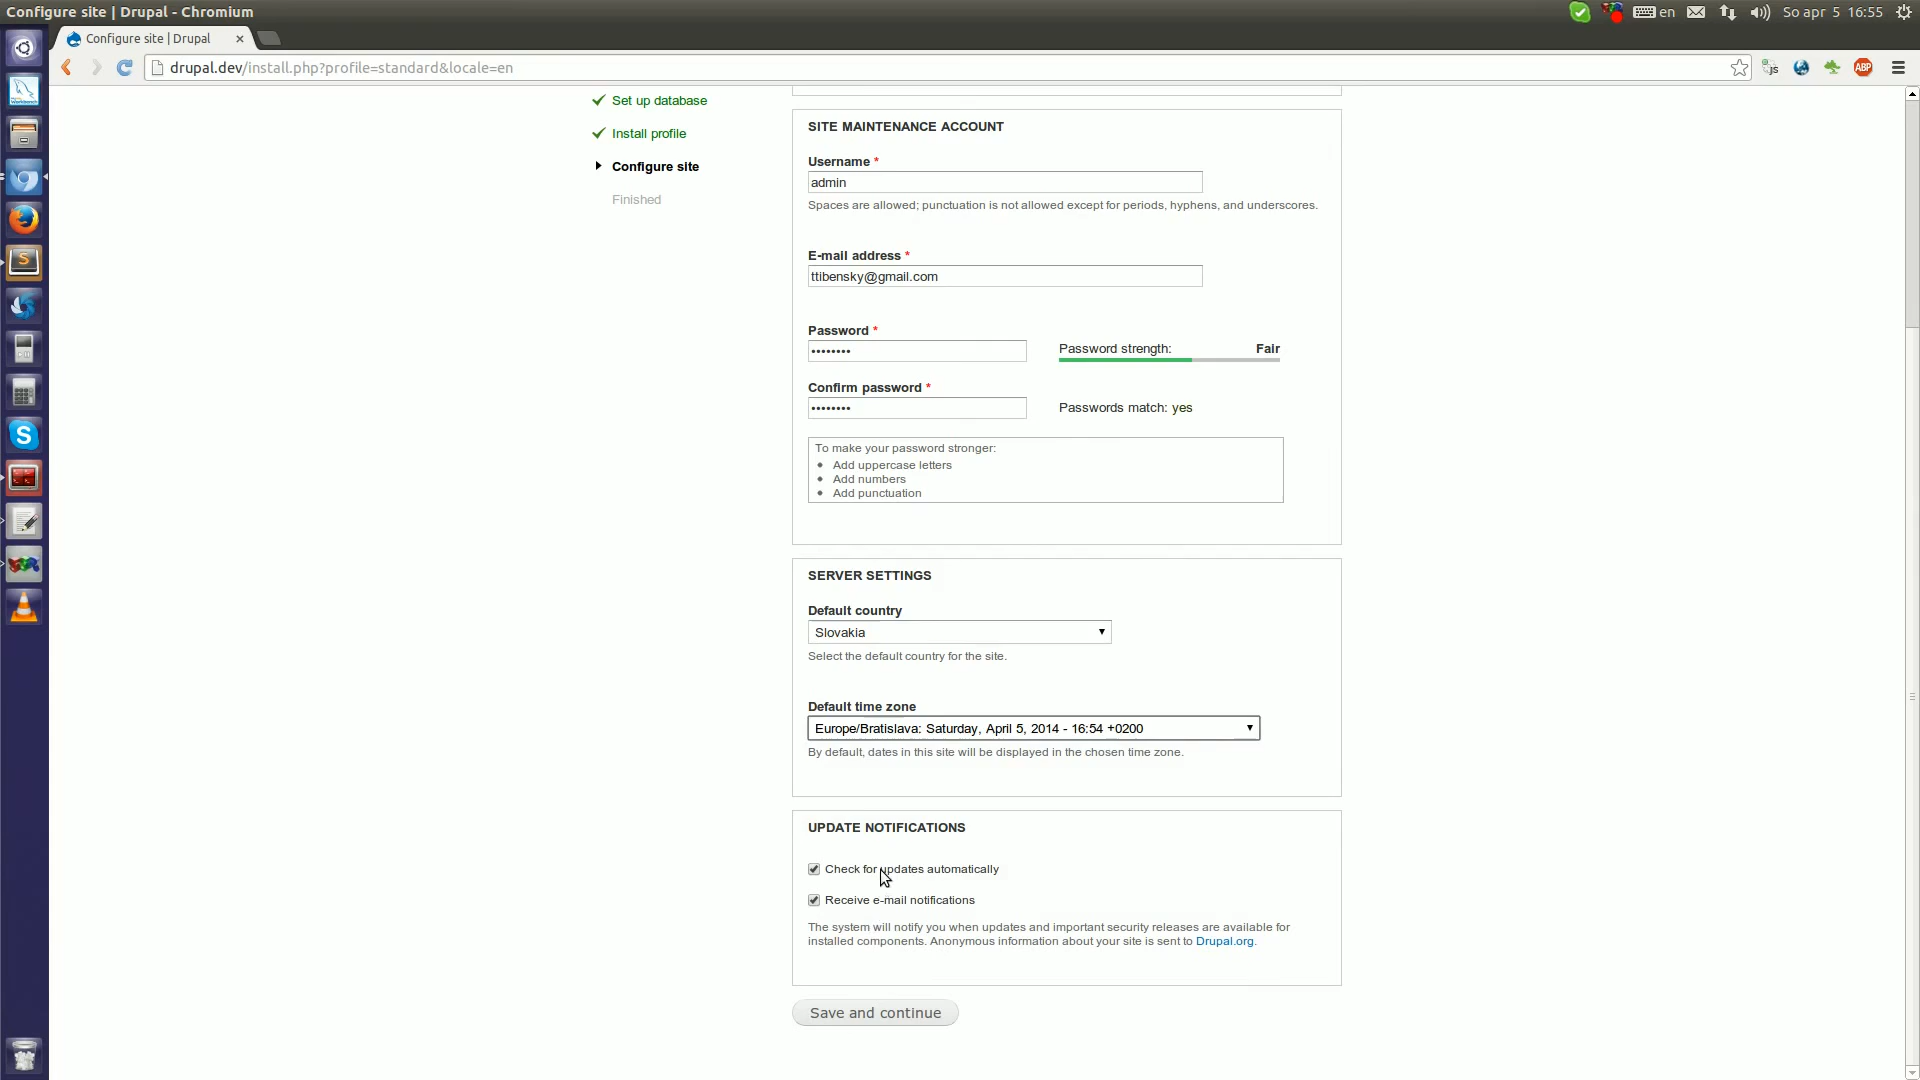 Configure site | Drupal - Chromium
en
So apr 5 16:55
Configure site | Drupal
drupal.dev/install.php?profile=standard&locale=en
js
ABP
Set up database
Install profile
Configure site
Finished
SITE MAINTENANCE ACCOUNT
Username *
admin
Spaces are allowed; punctuation is not allowed except for periods, hyphens, and underscores.
E-mail address *
ttibensky@gmail.com
Password *
••••••••
Password strength:
Fair
Confirm password *
••••••••
Passwords match: yes
To make your password stronger:
• Add uppercase letters
• Add numbers
• Add punctuation
SERVER SETTINGS
Default country
Slovakia
Select the default country for the site.
Default time zone
Europe/Bratislava: Saturday, April 5, 2014 - 16:54 +0200
By default, dates in this site will be displayed in the chosen time zone.
UPDATE NOTIFICATIONS
Check for updates automatically
Receive e-mail notifications
The system will notify you when updates and important security releases are available for
installed components. Anonymous information about your site is sent to Drupal.org.
Save and continue